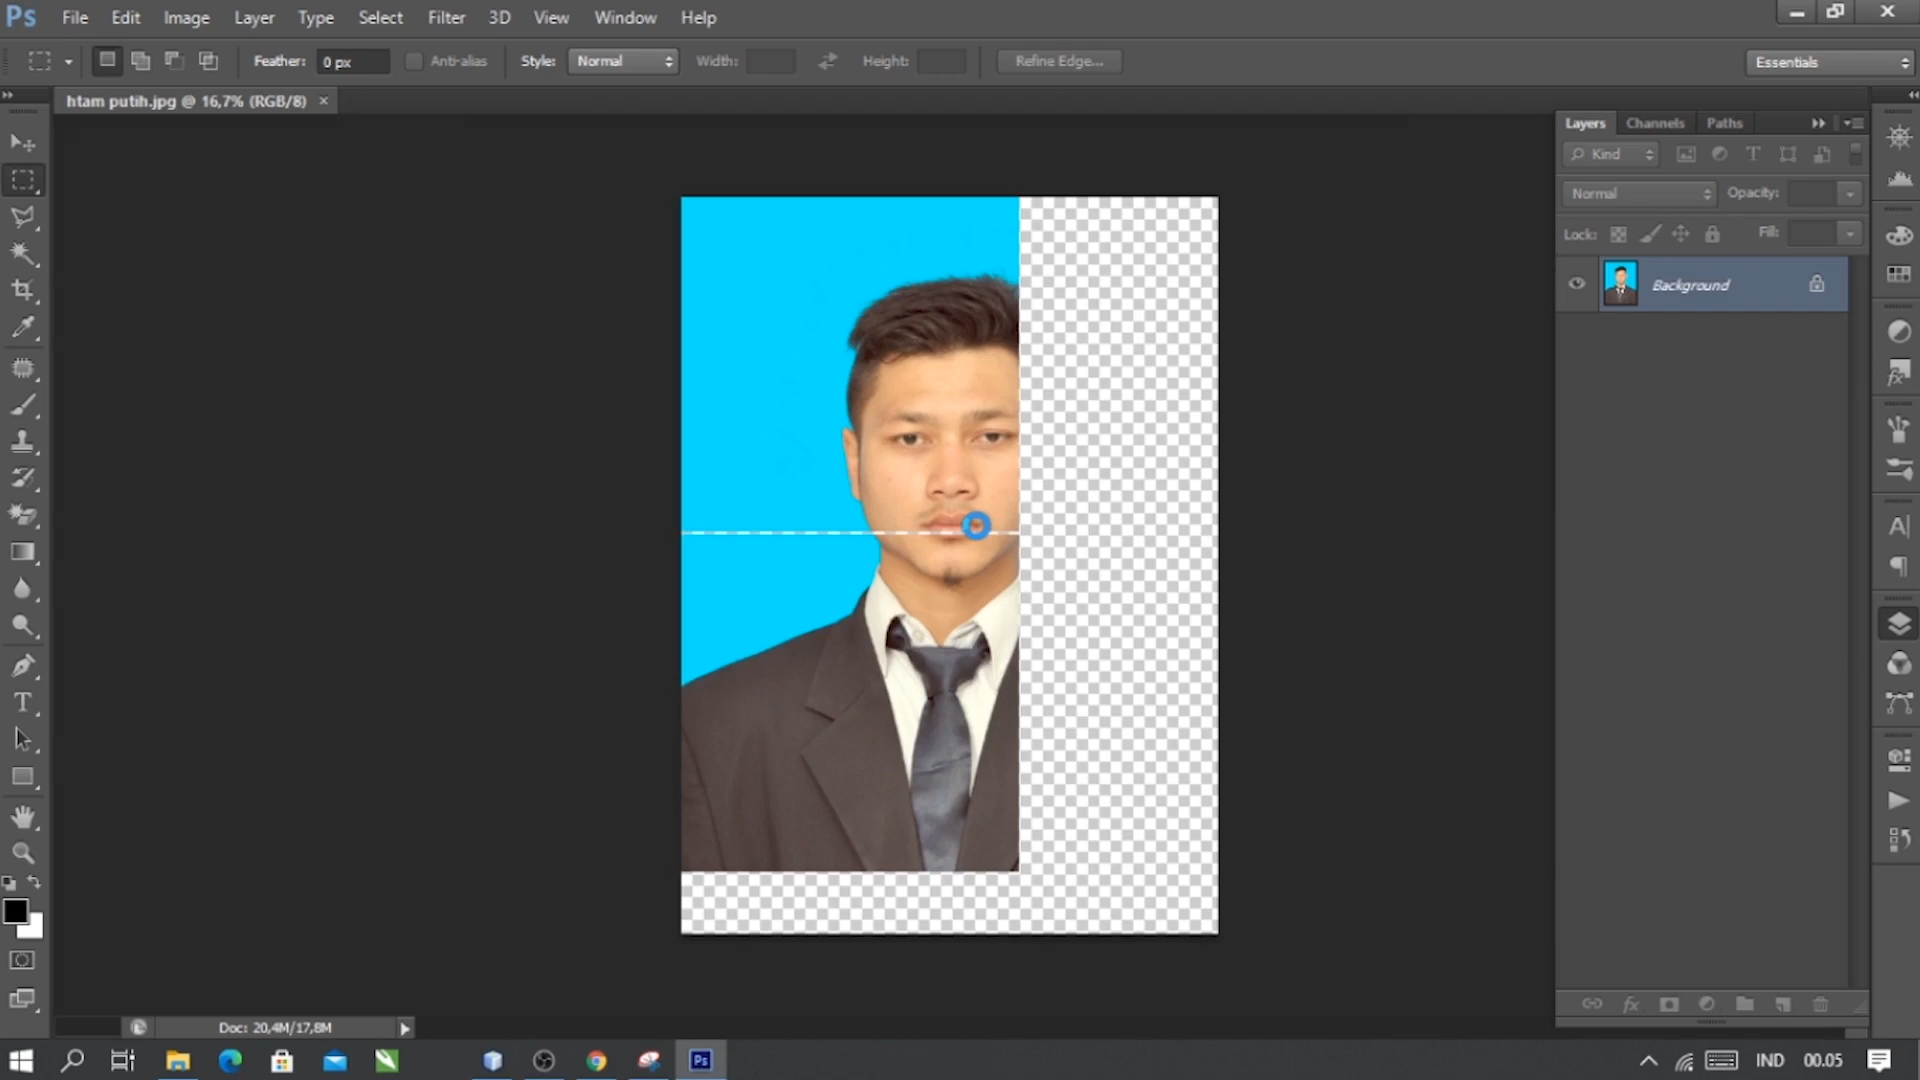 Ps File Edit Image Layer Type Select Filter 3D View Window Help
Feather: 0 px Anti-alias Style: Normal Width: Height: Refine Edge... Essentials
htam putih.jpg @ 16,7% (RGB/8) ×
Layers Channels Paths
Kind
Normal Opacity:
Lock: Fill:
Background
Doc: 20,4M/17,8M
Ps IND 00.05